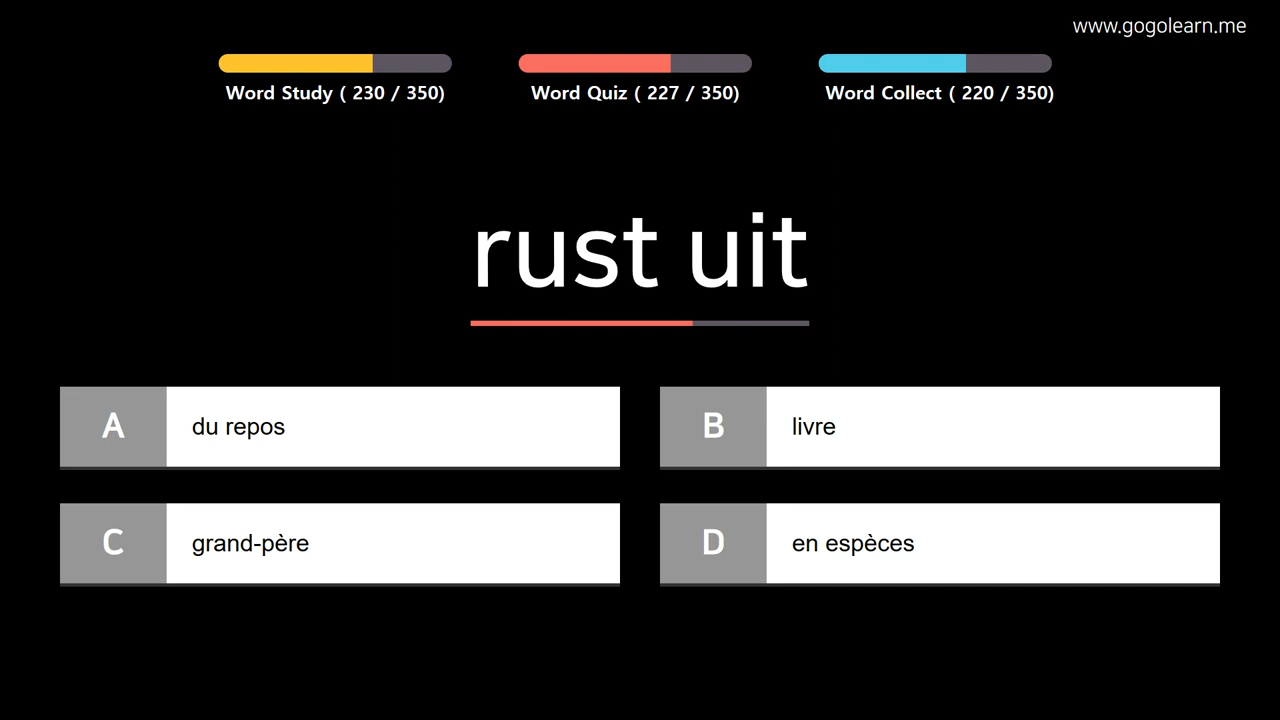 www.gogolearn.me
Word Study ( 230 / 350)
Word Quiz ( 227 / 350)
Word Collect ( 220 / 350)
rust uit
A du repos
B livre
C grand-père
D en espèces